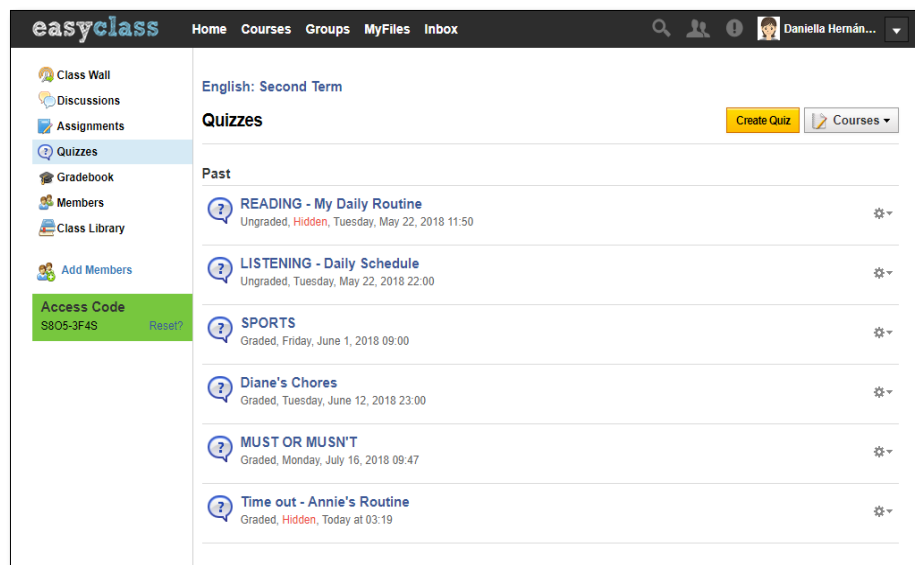 easyclass
Home Courses Groups MyFiles Inbox
Daniella Hernán...
Class Wall
Discussions
Assignments
Quizzes
Gradebook
Members
Class Library
Add Members
Access Code
S8O5-3F4S Reset?
English: Second Term
Quizzes
Create Quiz
Courses
Past
READING - My Daily Routine
Ungraded, Hidden, Tuesday, May 22, 2018 11:50
LISTENING - Daily Schedule
Ungraded, Tuesday, May 22, 2018 22:00
SPORTS
Graded, Friday, June 1, 2018 09:00
Diane's Chores
Graded, Tuesday, June 12, 2018 23:00
MUST OR MUSN'T
Graded, Monday, July 16, 2018 09:47
Time out - Annie's Routine
Graded, Hidden, Today at 03:19